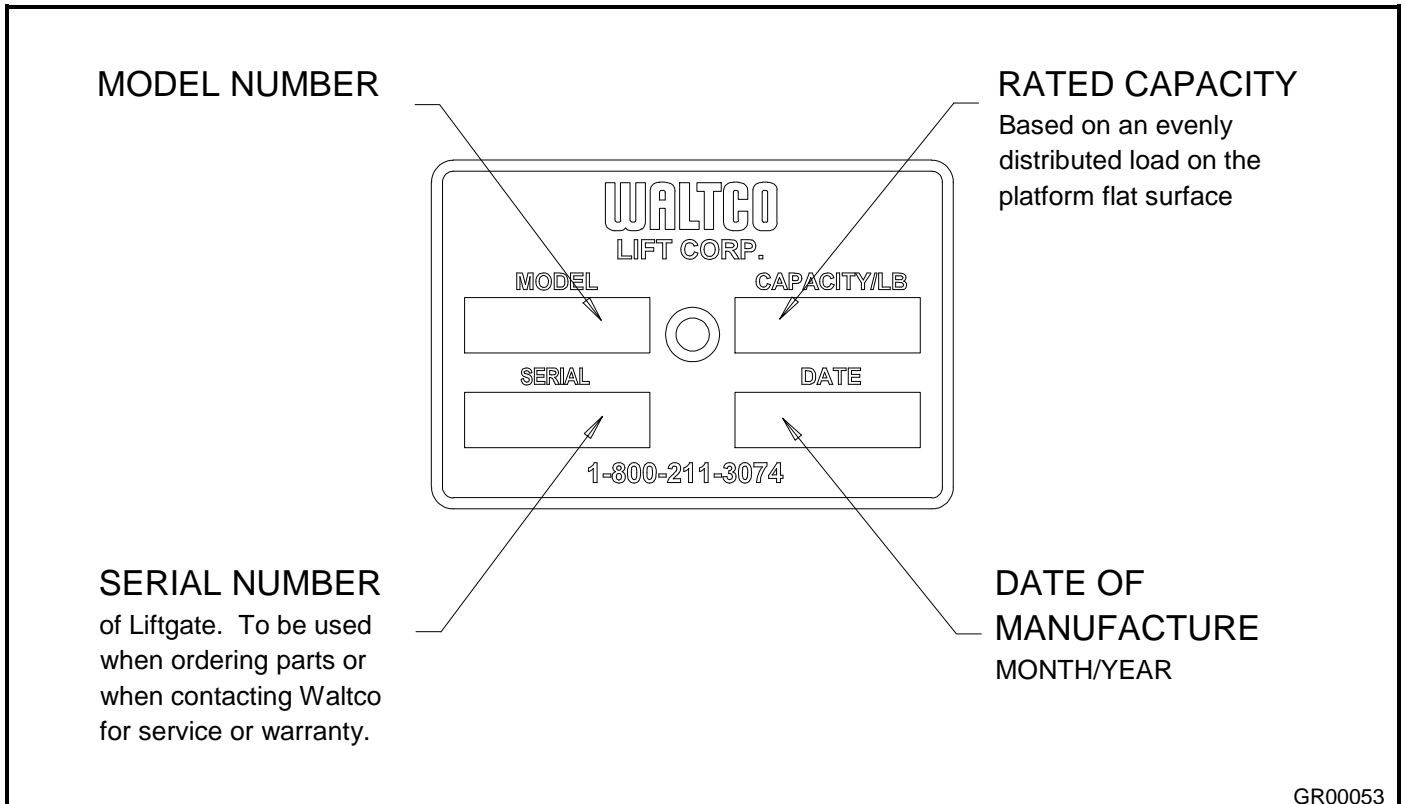 MODEL NUMBER
RATED CAPACITY
Based on an evenly
distributed load on the
platform flat surface
WALTCO
LIFT CORP.
MODEL
CAPACITY/LB
SERIAL
DATE
1-800-211-3074
SERIAL NUMBER
of Liftgate. To be used
when ordering parts or
when contacting Waltco
for service or warranty.
DATE OF
MANUFACTURE
MONTH/YEAR
GR00053